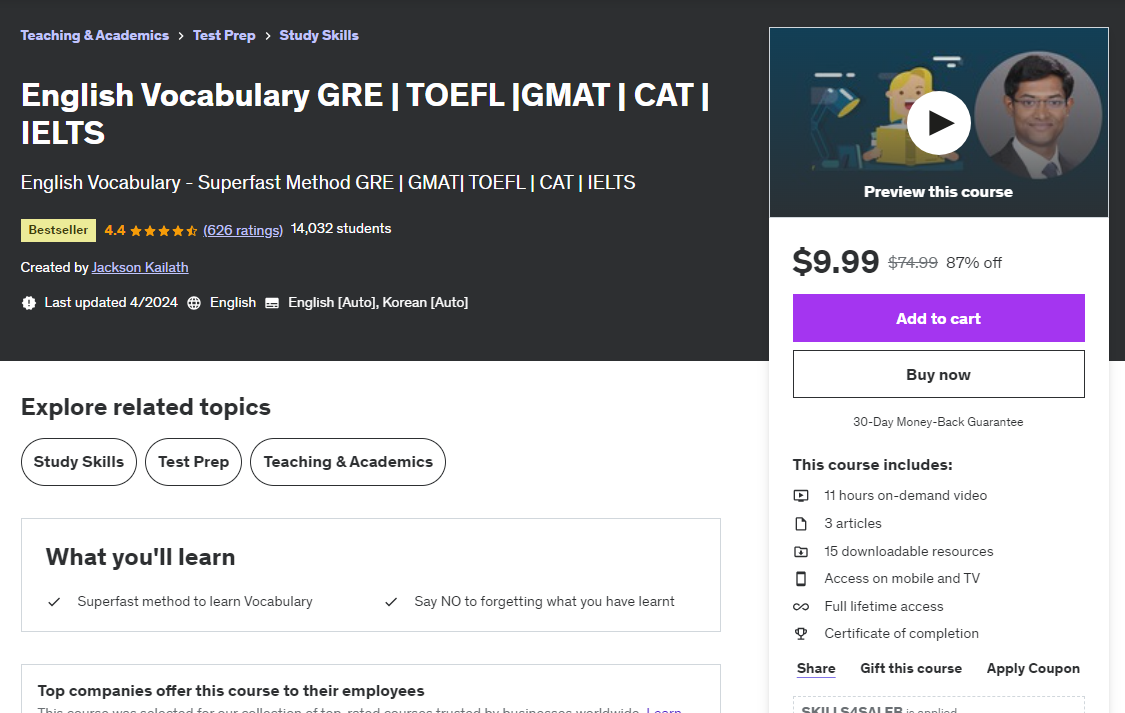 Teaching & Academics > Test Prep > Study Skills
English Vocabulary GRE | TOEFL |GMAT | CAT |
IELTS
English Vocabulary - Superfast Method GRE | GMAT| TOEFL | CAT | IELTS
Bestseller 4.4 (626 ratings) 14,032 students
Created by Jackson Kailath
Last updated 4/2024 English English [Auto], Korean [Auto]
Preview this course
$9.99 $74.99 87% off
Add to cart
Buy now
30-Day Money-Back Guarantee
This course includes:
11 hours on-demand video
3 articles
15 downloadable resources
Access on mobile and TV
Full lifetime access
Certificate of completion
Share Gift this course Apply Coupon
SKILLS4SALEB is applied
Explore related topics
Study Skills Test Prep Teaching & Academics
What you'll learn
Superfast method to learn Vocabulary
Say NO to forgetting what you have learnt
Top companies offer this course to their employees
This course was selected for our collection of top-rated courses trusted by businesses worldwide. Learn